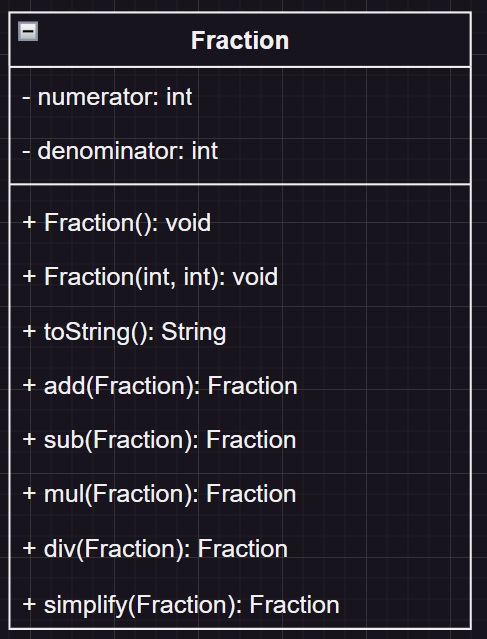 Fraction
- numerator: int
- denominator: int
+ Fraction(): void
+ Fraction(int, int): void
+ toString(): String
+ add(Fraction): Fraction
+ sub(Fraction): Fraction
+ mul(Fraction): Fraction
+ div(Fraction): Fraction
+ simplify(Fraction): Fraction